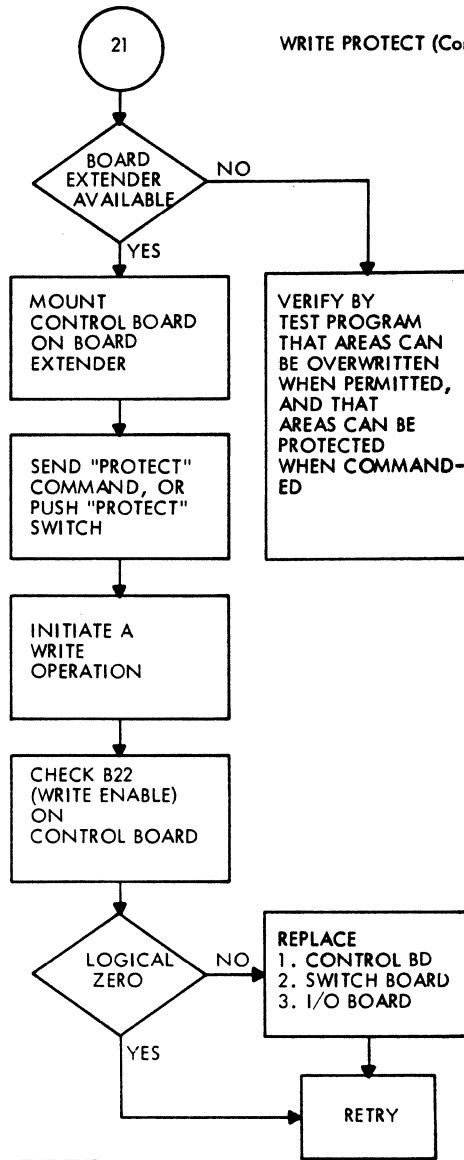 21
WRITE PROTECT (Con
BOARD
EXTENDER
AVAILABLE
NO
YES
MOUNT
CONTROL BOARD
ON BOARD
EXTENDER
VERIFY BY
TEST PROGRAM
THAT AREAS CAN
BE OVERWRITTEN
WHEN PERMITTED,
AND THAT
AREAS CAN BE
PROTECTED
WHEN COMMAND-
ED
SEND "PROTECT"
COMMAND, OR
PUSH "PROTECT"
SWITCH
INITIATE A
WRITE
OPERATION
CHECK B22
(WRITE ENABLE)
ON
CONTROL BOARD
LOGICAL
ZERO
NO
YES
REPLACE
1. CONTROL BD
2. SWITCH BOARD
3. I/O BOARD
RETRY